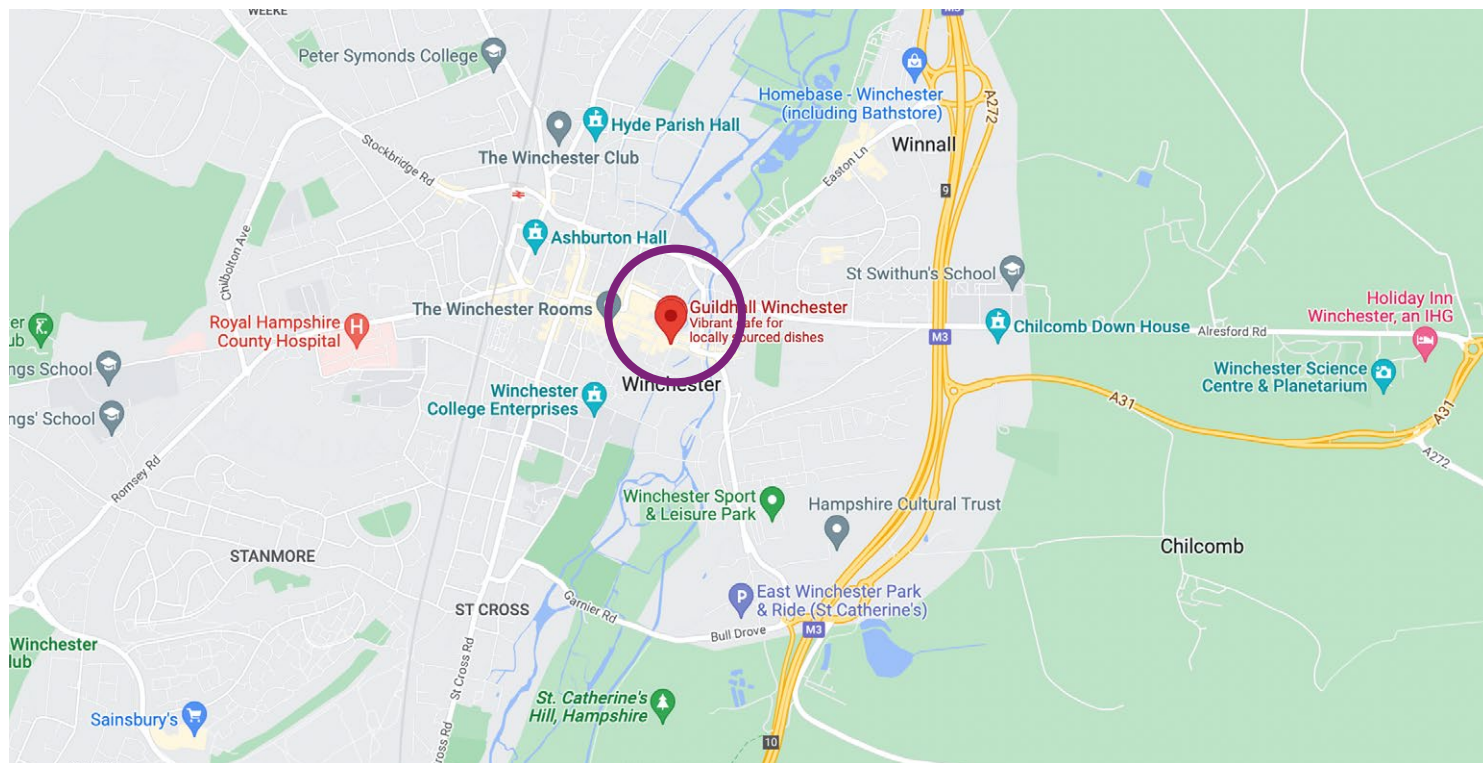 WEEKE
M3
Peter Symonds College
Homebase - Winchester
(including Bathstore)
A272
Hyde Parish Hall
The Winchester Club
Winnall
Stockbridge Rd
Easton Ln
9
Ashburton Hall
Chilbolton Ave
St Swithun's School
The Winchester Rooms
Guildhall Winchester
Vibrant cafe for
locally sourced dishes
Holiday Inn
Winchester, an IHG
Royal Hampshire
County Hospital
H
Chilcomb Down House
Alresford Rd
M3
er
ub
ngs School
Winchester Science
Centre & Planetarium
Winchester
Winchester
College Enterprises
A31
A31
ngs' School
A272
Romsey Rd
Winchester Sport
& Leisure Park
Hampshire Cultural Trust
STANMORE
Chilcomb
P
East Winchester Park
& Ride (St Catherine's)
ST CROSS
Garnier Rd
Bull Drove
M3
Winchester
lub
St Cross Rd
St. Catherine's
Hill, Hampshire
Sainsbury's
ross Rd
10